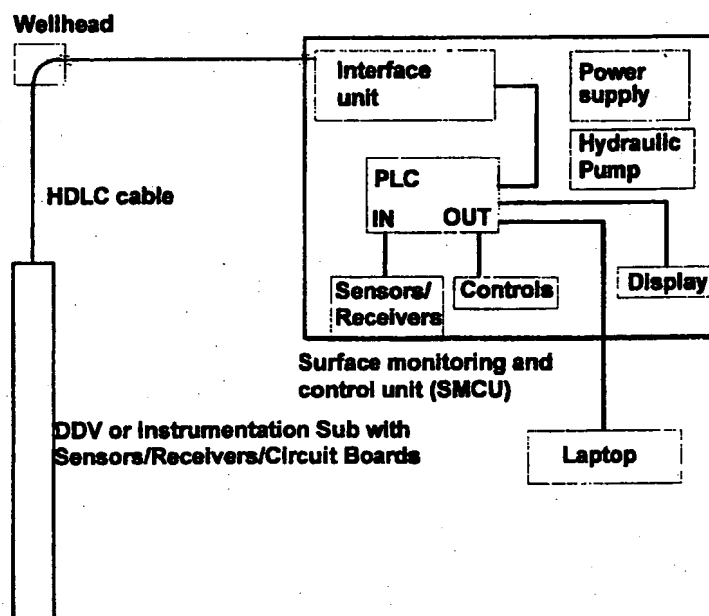 Wellhead
Interface
unit
Power
supply
Hydraulic
Pump
PLC
IN OUT
HDLC cable
Sensors/
Receivers
Controls
Display
Surface monitoring and
control unit (SMCU)
DDV or Instrumentation Sub with
Sensors/Receivers/Circuit Boards
Laptop